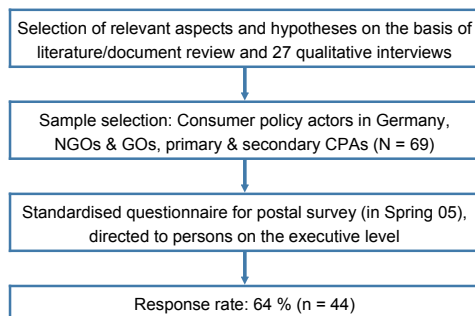 Selection of relevant aspects and hypotheses on the basis of
literature/document review and 27 qualitative interviews
Sample selection: Consumer policy actors in Germany,
NGOs & GOs, primary & secondary CPAs (N = 69)
Standardised questionnaire for postal survey (in Spring 05),
directed to persons on the executive level
Response rate: 64 % (n = 44)